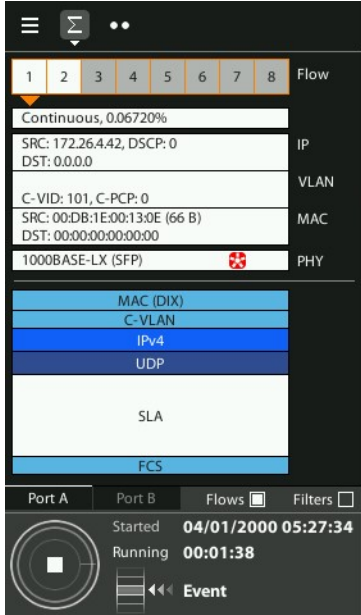 Σ
1 2 3 4 5 6 7 8 Flow
Continuous, 0.06720%
SRC: 172.26.4.42, DSCP: 0 IP
DST: 0.0.0.0
VLAN
C-VID: 101, C-PCP: 0
SRC: 00:DB:1E:00:13:0E (66 B) MAC
DST: 00:00:00:00:00:00
1000BASE-LX (SFP) PHY
MAC (DIX)
C-VLAN
IPv4
UDP
SLA
FCS
Port A Port B Flows Filters
Started 04/01/2000 05:27:34
Running 00:01:38
Event